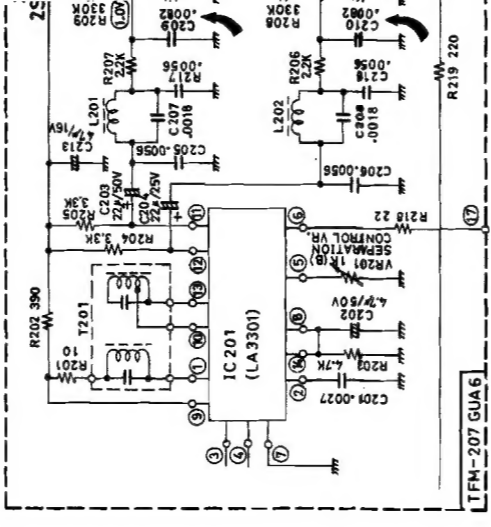 R209
330K
1.0V
C209
.0082
R208
330K
C210
.0082
R219 220
R207
2.2K
R217
.0056
R206
2.2K
C218
.0056
L201
C207
.0018
L202
.0018
C213
47/16V
C205 .0056
C206 .0056
C203
22μ/50V
C204
22μ/25V
R205
3.3K
R204 3.3K
R218 22
11
6
17
12
5
VR201 1K (B)
SEPARATION
CONTROL VR.
R202 390
T201
13
10
8
C202
4.7μ/50V
R201
10
1
IC201
(LA3301)
14
R203
4.7K
2
C201 .0027
9
3
4
7
TFM-207 GUA6